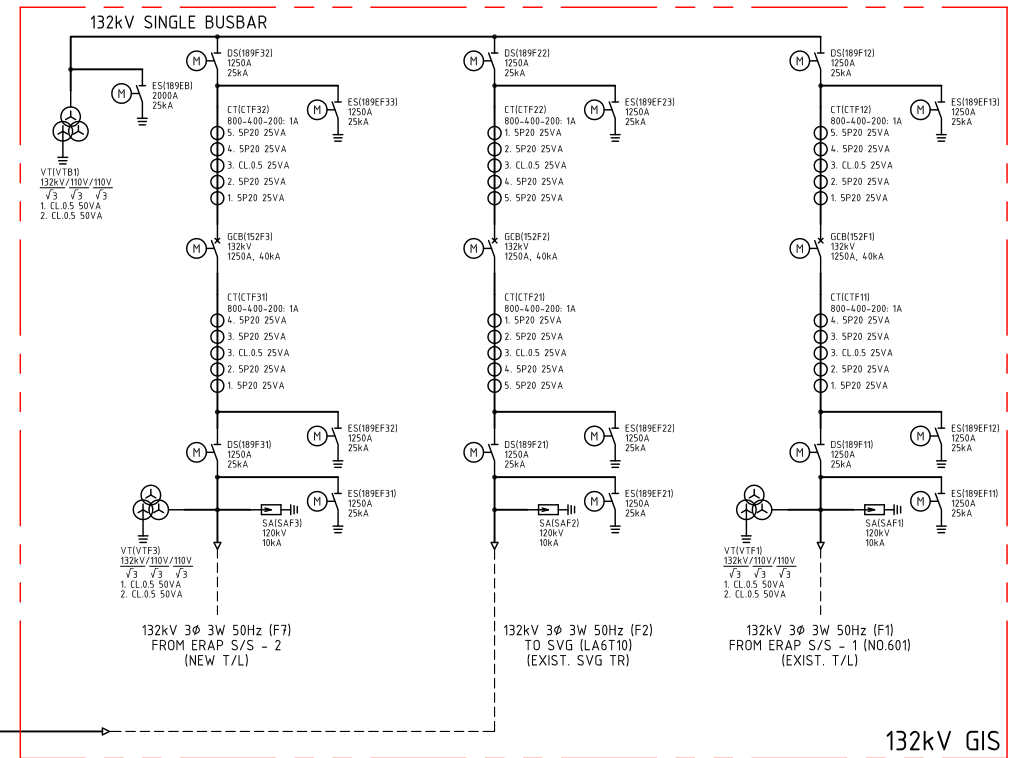 132kV SINGLE BUSBAR
M
ES(189EB)
2000A
25kA
VT(VTB1)
132kV/110V/110V
√3 √3 √3
1. CL.0.5 50VA
2. CL.0.5 50VA
M
DS(189F32)
1250A
25kA
M
ES(189EF33)
1250A
25kA
CT(CTF32)
800-400-200: 1A
5. 5P20 25VA
4. 5P20 25VA
3. CL.0.5 25VA
2. 5P20 25VA
1. 5P20 25VA
M
GCB(152F3)
132kV
1250A, 40kA
CT(CTF31)
800-400-200: 1A
4. 5P20 25VA
3. 5P20 25VA
3. CL.0.5 25VA
2. 5P20 25VA
1. 5P20 25VA
M
ES(189EF32)
1250A
25kA
M
DS(189F31)
1250A
25kA
M
ES(189EF31)
1250A
25kA
SA(SAF3)
120kV
10kA
VT(VTF3)
132kV/110V/110V
√3 √3 √3
1. CL.0.5 50VA
2. CL.0.5 50VA
132kV 3Ø 3W 50Hz (F7)
FROM ERAP S/S - 2
(NEW T/L)
M
DS(189F22)
1250A
25kA
M
ES(189EF23)
1250A
25kA
CT(CTF22)
800-400-200: 1A
1. 5P20 25VA
2. 5P20 25VA
3. CL.0.5 25VA
4. 5P20 25VA
5. 5P20 25VA
M
GCB(152F2)
132kV
1250A, 40kA
CT(CTF21)
800-400-200: 1A
1. 5P20 25VA
2. 5P20 25VA
3. CL.0.5 25VA
4. 5P20 25VA
5. 5P20 25VA
M
ES(189EF22)
1250A
25kA
M
DS(189F21)
1250A
25kA
M
ES(189EF21)
1250A
25kA
SA(SAF2)
120kV
10kA
132kV 3Ø 3W 50Hz (F2)
TO SVG (LA6T10)
(EXIST. SVG TR)
M
DS(189F12)
1250A
25kA
M
ES(189EF13)
1250A
25kA
CT(CTF12)
800-400-200: 1A
5. 5P20 25VA
4. 5P20 25VA
3. CL.0.5 25VA
2. 5P20 25VA
1. 5P20 25VA
M
GCB(152F1)
132kV
1250A, 40kA
CT(CTF11)
800-400-200: 1A
4. 5P20 25VA
3. 5P20 25VA
3. CL.0.5 25VA
2. 5P20 25VA
1. 5P20 25VA
M
ES(189EF12)
1250A
25kA
M
DS(189F11)
1250A
25kA
M
ES(189EF11)
1250A
25kA
SA(SAF1)
120kV
10kA
VT(VTF1)
132kV/110V/110V
√3 √3 √3
1. CL.0.5 50VA
2. CL.0.5 50VA
132kV 3Ø 3W 50Hz (F1)
FROM ERAP S/S - 1 (NO.601)
(EXIST. T/L)
132kV GIS